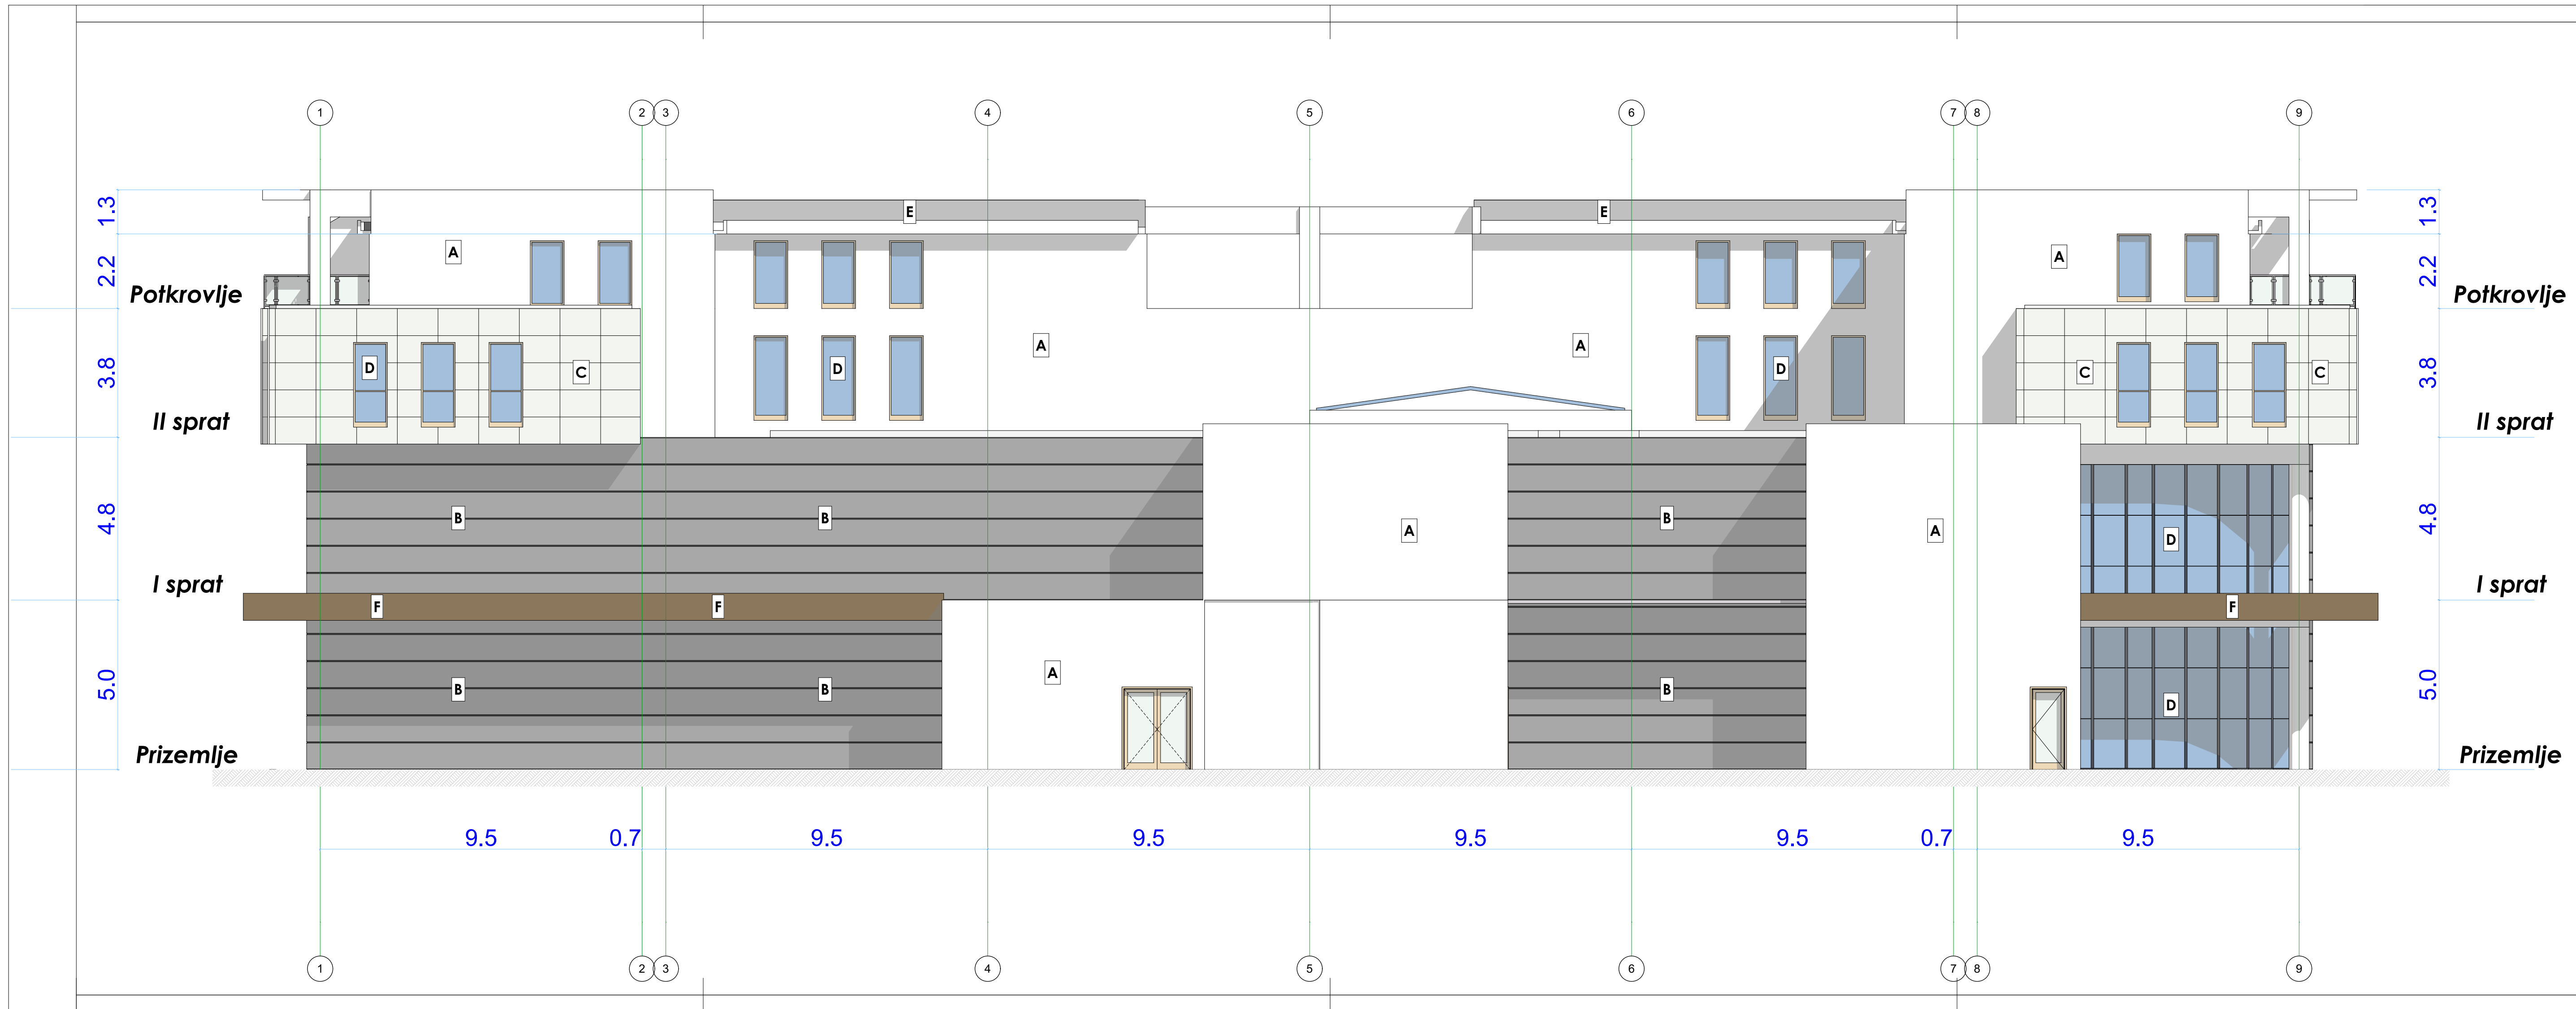 1 2 3 4 5 6 7 8 9
1.3 E E 1.3
A A
2.2 2.2
Potkrovlje Potkrovlje
A A
3.8 D C D D C C 3.8
II sprat II sprat
4.8 B B A B A D 4.8
I sprat I sprat
F F F
5.0 B B A B D 5.0
Prizemlje Prizemlje
9.5 0.7 9.5 9.5 9.5 9.5 0.7 9.5
1 2 3 4 5 6 7 8 9